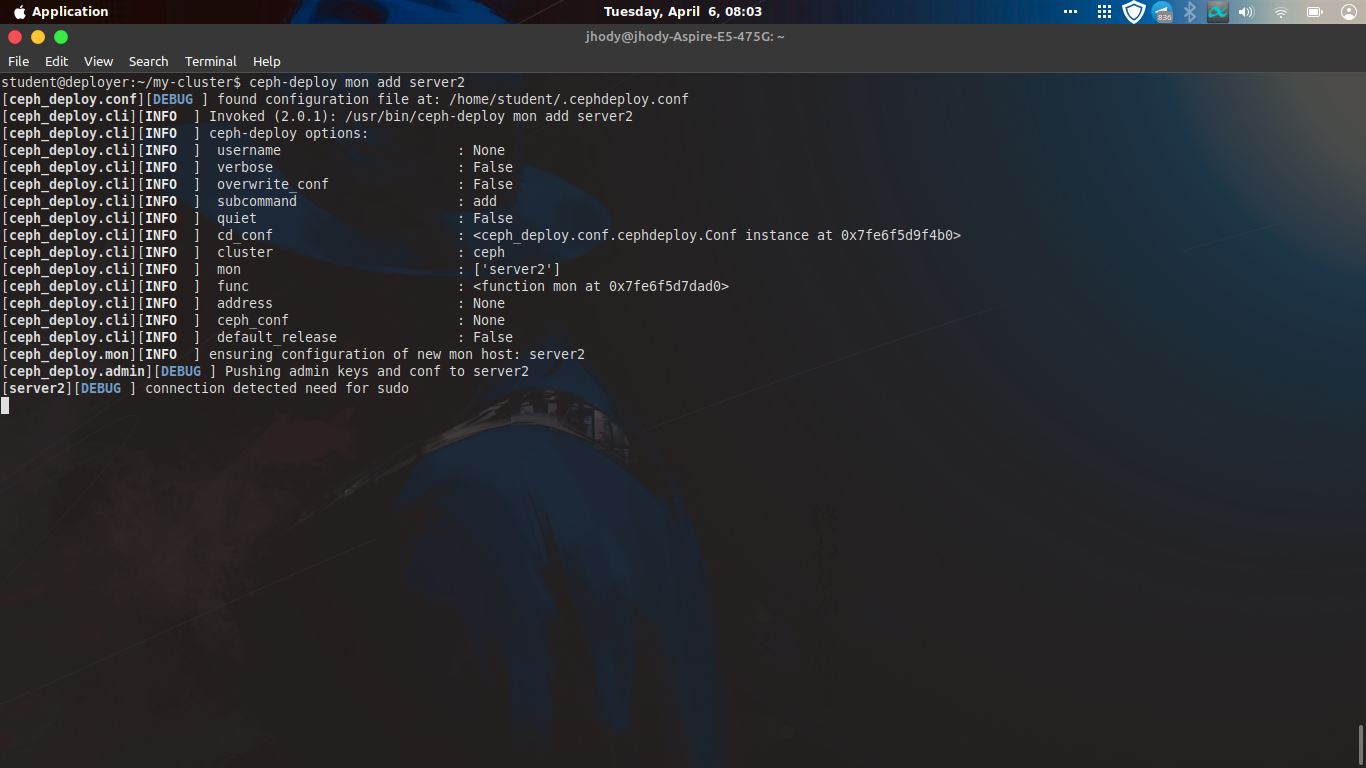 Application
Tuesday, April 6, 08:03
836
jhody@jhody-Aspire-E5-475G: ~
File Edit View Search Terminal Help
student@deployer:~/my-cluster$ ceph-deploy mon add server2
[ceph_deploy.conf][DEBUG ] found configuration file at: /home/student/.cephdeploy.conf
[ceph_deploy.cli][INFO  ] Invoked (2.0.1): /usr/bin/ceph-deploy mon add server2
[ceph_deploy.cli][INFO  ] ceph-deploy options:
[ceph_deploy.cli][INFO  ]  username                      : None
[ceph_deploy.cli][INFO  ]  verbose                       : False
[ceph_deploy.cli][INFO  ]  overwrite_conf                : False
[ceph_deploy.cli][INFO  ]  subcommand                    : add
[ceph_deploy.cli][INFO  ]  quiet                         : False
[ceph_deploy.cli][INFO  ]  cd_conf                       : <ceph_deploy.conf.cephdeploy.Conf instance at 0x7fe6f5d9f4b0>
[ceph_deploy.cli][INFO  ]  cluster                       : ceph
[ceph_deploy.cli][INFO  ]  mon                           : ['server2']
[ceph_deploy.cli][INFO  ]  func                          : <function mon at 0x7fe6f5d7dad0>
[ceph_deploy.cli][INFO  ]  address                       : None
[ceph_deploy.cli][INFO  ]  ceph_conf                     : None
[ceph_deploy.cli][INFO  ]  default_release               : False
[ceph_deploy.mon][INFO  ] ensuring configuration of new mon host: server2
[ceph_deploy.admin][DEBUG ] Pushing admin keys and conf to server2
[server2][DEBUG ] connection detected need for sudo